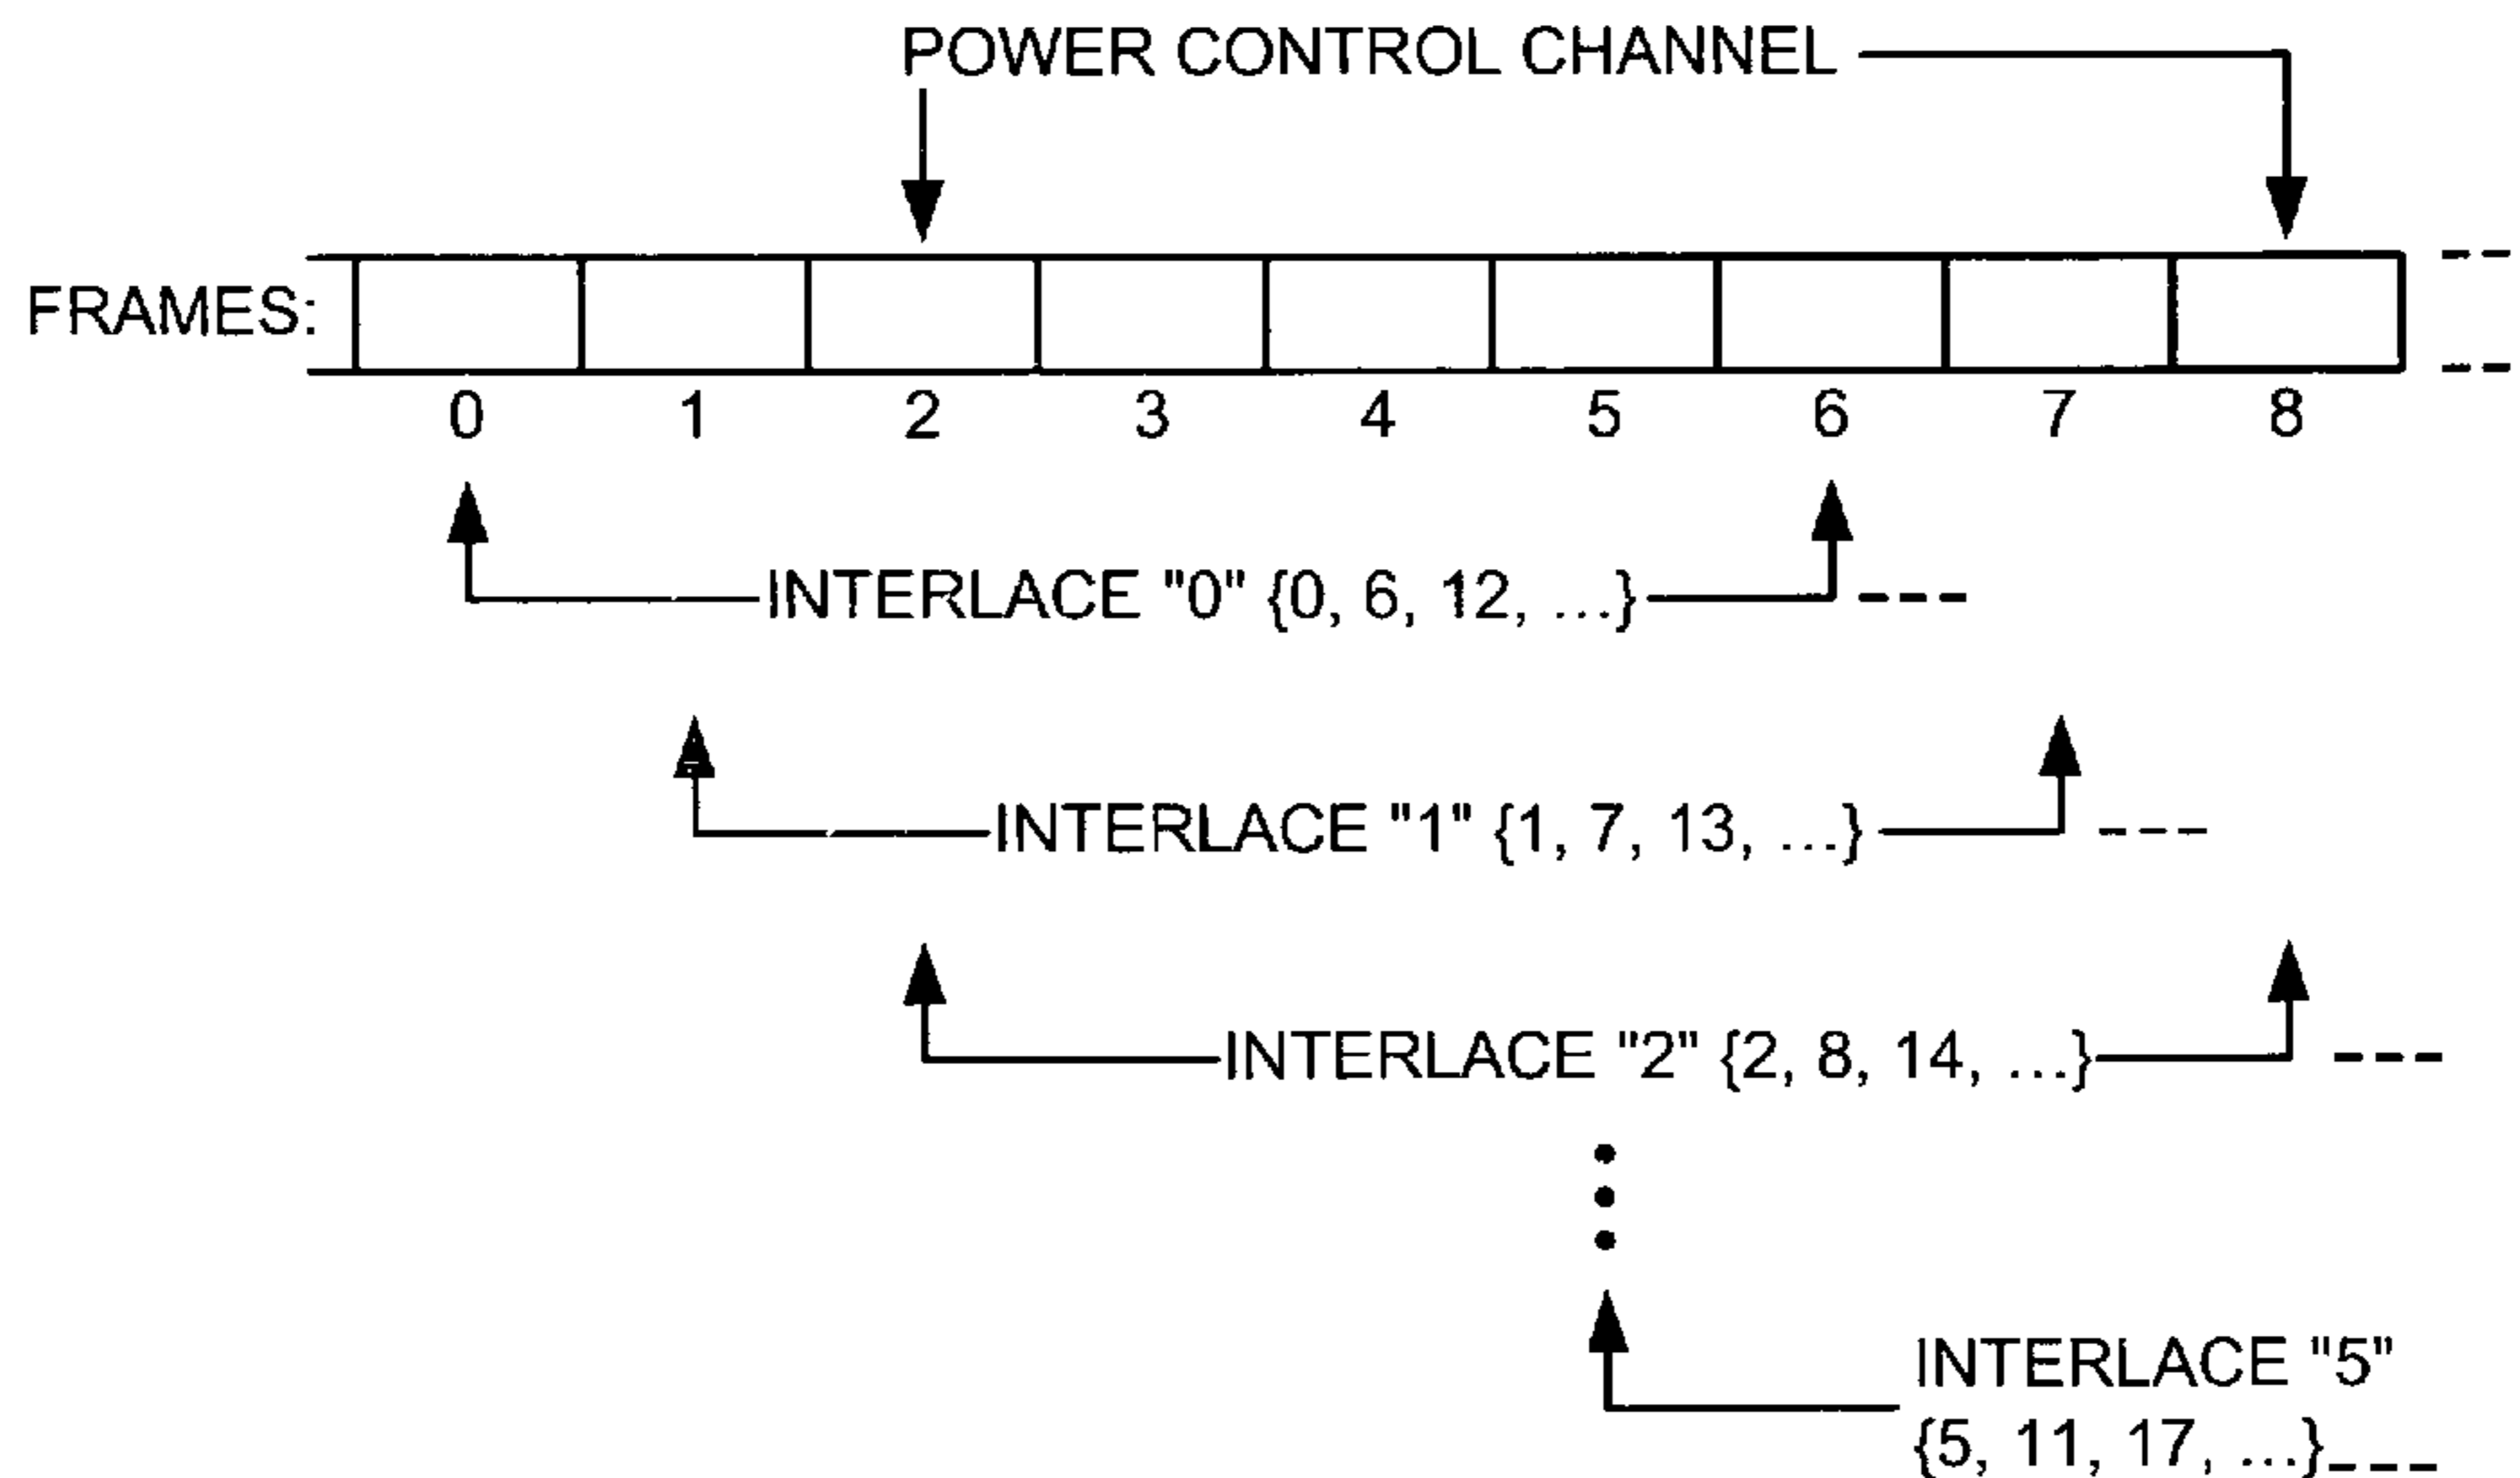 POWER CONTROL CHANNEL
FRAMES:
0 1 2 3 4 5 6 7 8
INTERLACE "0" {0, 6, 12, ...}
INTERLACE "1" {1, 7, 13, ...}
INTERLACE "2" {2, 8, 14, ...}
INTERLACE "5"
{5, 11, 17, ...}